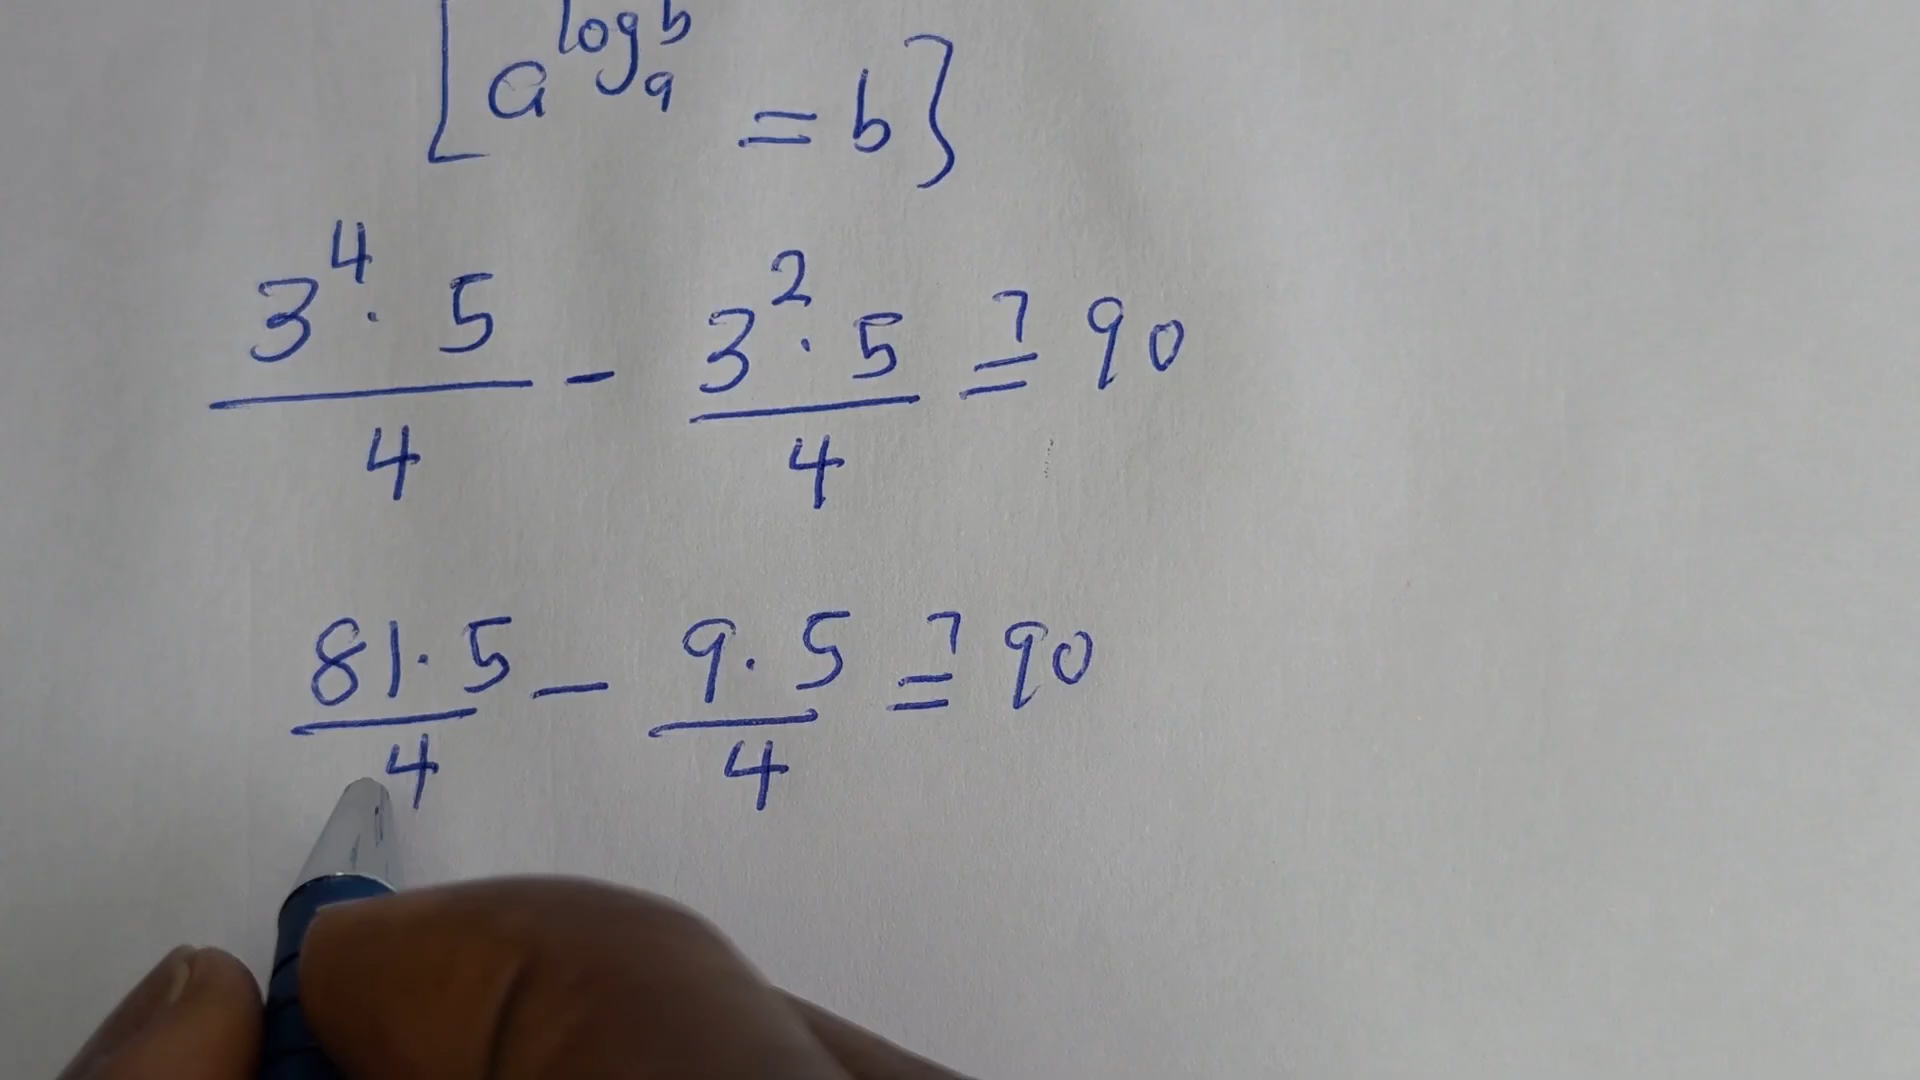 [a^log_a b = b}
3^4 · 5 / 4 - 3^2 · 5 / 4 ?= 90
81 · 5 / 4 - 9 · 5 / 4 ?= 90